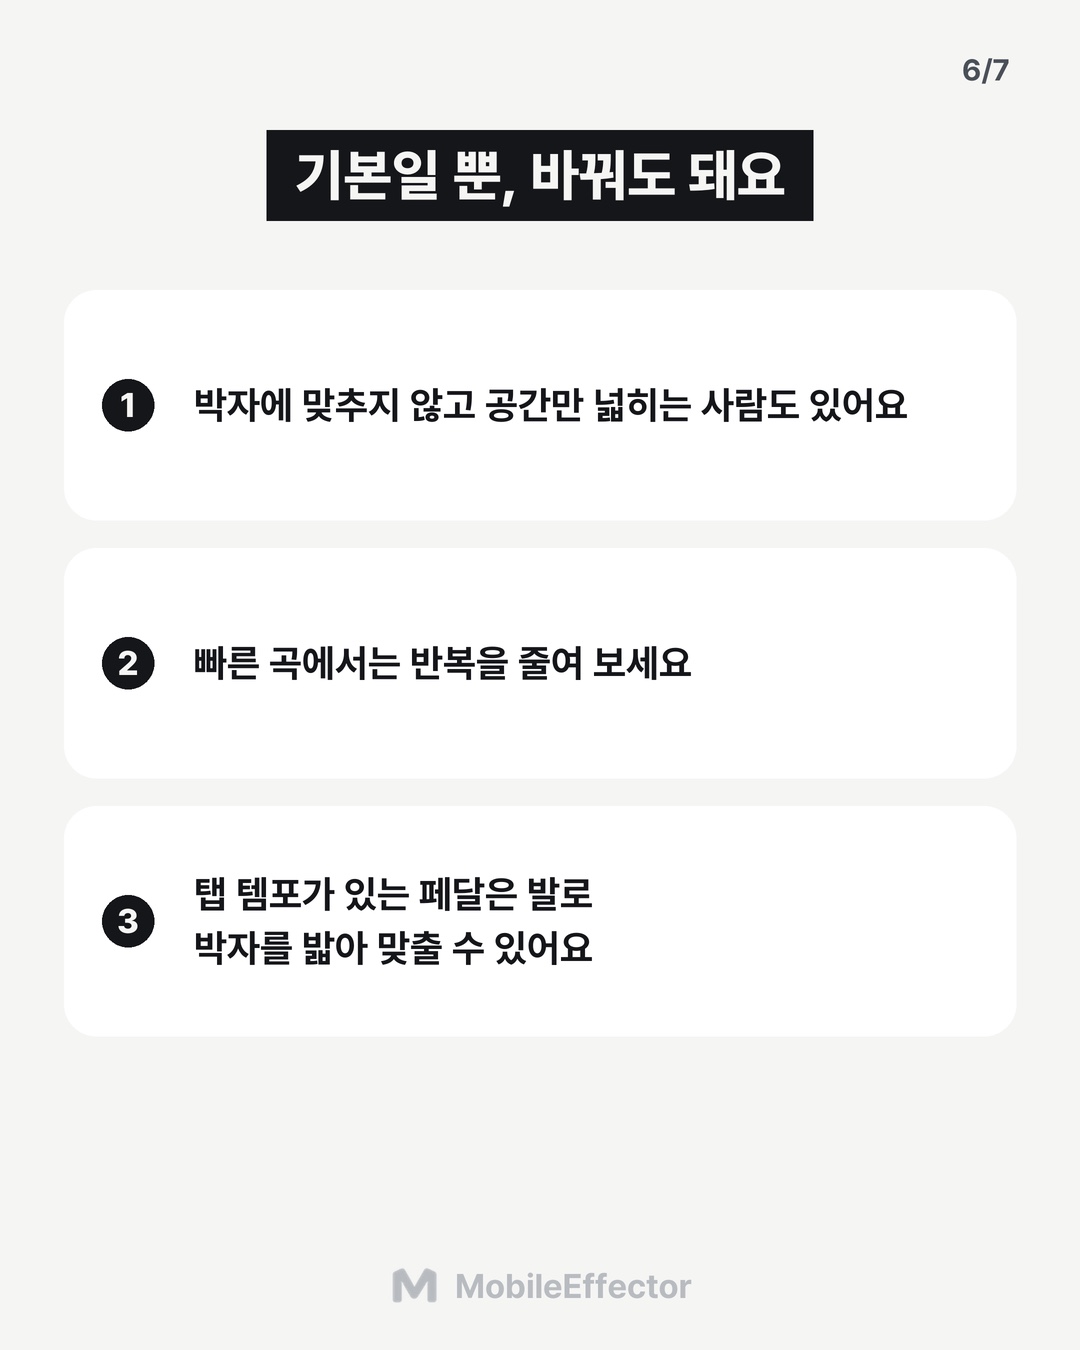 6/7
기본일 뿐, 바꿔도 돼요
1 박자에 맞추지 않고 공간만 넓히는 사람도 있어요
2 빠른 곡에서는 반복을 줄여 보세요
3 탭 템포가 있는 페달은 발로
박자를 밟아 맞출 수 있어요
MobileEffector